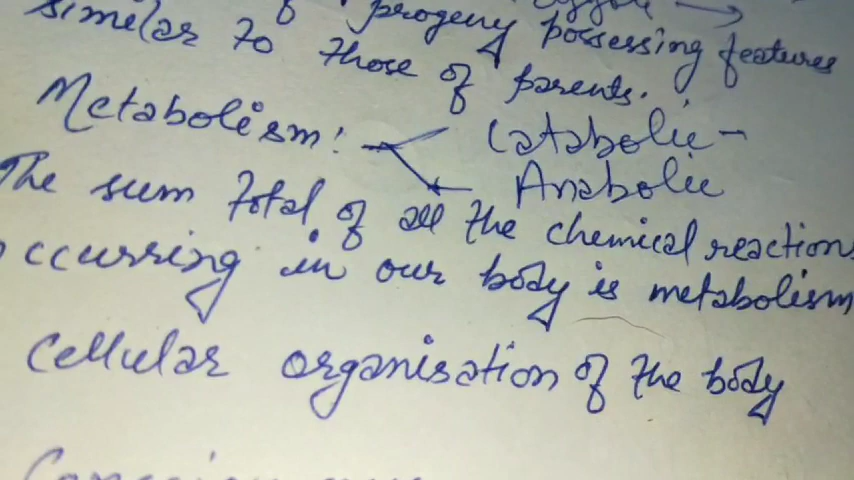 progeny possessing features
similar to those of parents.
Metabolism: Catabolic -
Anabolic
The sum total of all the chemical reactions
occurring in our body is metabolism
Cellular organisation of the body